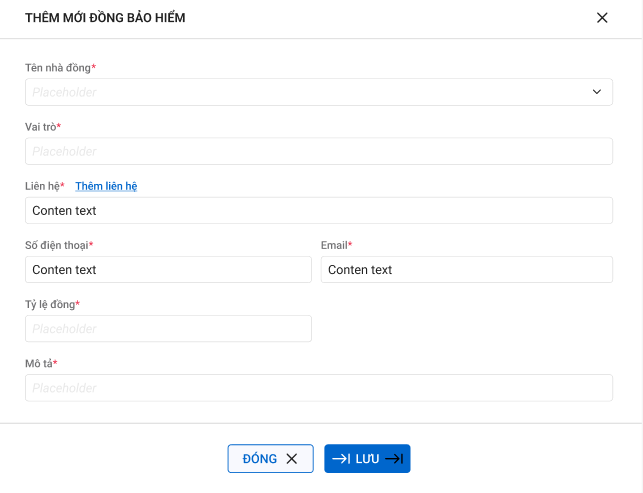 THÊM MỚI ĐỒNG BẢO HIỂM
Tên nhà đồng*
Placeholder
Vai trò*
Placeholder
Liên hệ* Thêm liên hệ
Conten text
Số điện thoại* Email*
Conten text Conten text
Tỷ lệ đồng*
Placeholder
Mô tả*
Placeholder
ĐÓNG LƯU